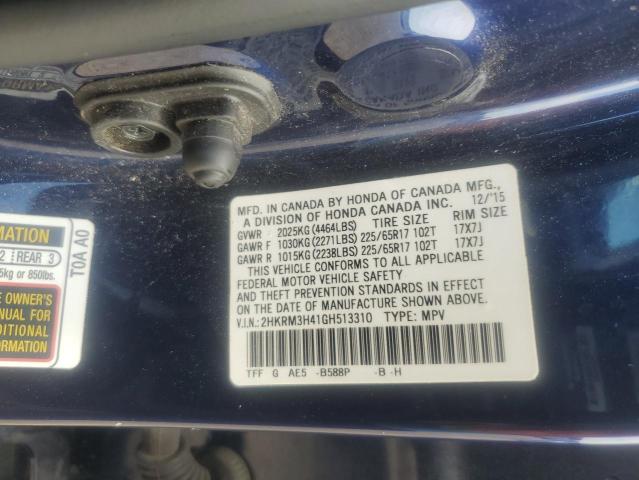 MFD. IN CANADA BY HONDA OF CANADA MFG.,
A DIVISION OF HONDA CANADA INC. 12/'15
GVWR 2025KG (4464LBS) TIRE SIZE RIM SIZE
GAWR F 1030KG (2271LBS) 225/65R17 102T 17X7J
GAWR R 1015KG (2238LBS) 225/65R17 102T 17X7J
THIS VEHICLE CONFORMS TO ALL APPLICABLE
FEDERAL MOTOR VEHICLE SAFETY
AND THEFT PREVENTION STANDARDS IN EFFECT
ON THE DATE OF MANUFACTURE SHOWN ABOVE.
V.I.N.: 2HKRM3H41GH513310 TYPE: MPV
TFF G AE5 -B588P -B -H
MATION
2 REAR 3
5kg or 850lbs.
OWNER'S
NUAL FOR
DITIONAL
FORMATION
T0A A0